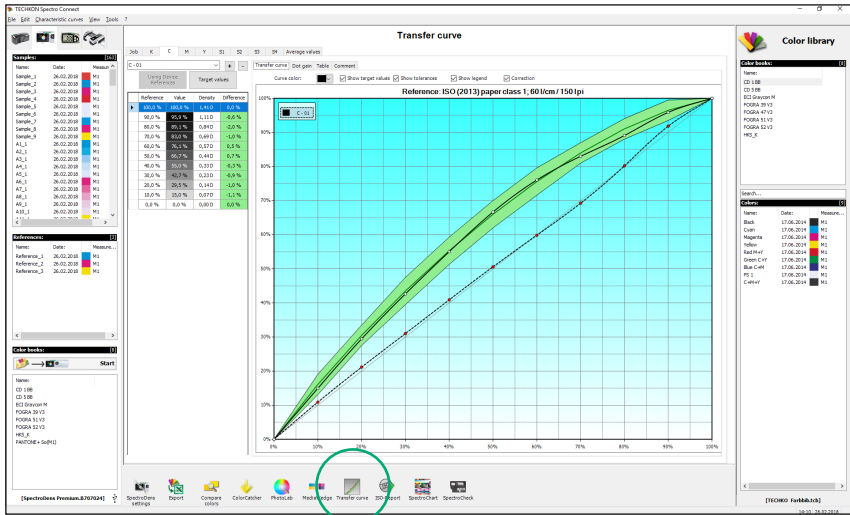 TECHKON Spectro Connect
File Edit Characteristic curves View Tools ?
Transfer curve
Color library
Job K C M Y S1 S2 S3 S4 Average values
Samples: [163]
Name: Date: Measurem
Sample_1 26.02.2018 M1
Sample_2 26.02.2018 M1
Sample_3 26.02.2018 M1
Sample_4 26.02.2018 M1
Sample_5 26.02.2018 M1
Sample_6 26.02.2018 M1
Sample_7 26.02.2018 M1
Sample_8 26.02.2018 M1
Sample_9 26.02.2018 M1
A1_1 26.02.2018 M1
A2_1 26.02.2018 M1
A3_1 26.02.2018 M1
A4_1 26.02.2018 M1
A5_1 26.02.2018 M1
A6_1 26.02.2018 M1
A7_1 26.02.2018 M1
A8_1 26.02.2018 M1
A9_1 26.02.2018 M1
A10_1 26.02.2018 M1
References: [3]
Name: Date: Measure...
Reference_1 26.02.2018 M1
Reference_2 26.02.2018 M1
Reference_3 26.02.2018 M1
Color books: [9]
Start
Name:
CD 1 BB
CD 5 BB
ECI Graycon M
FOGRA 39 V3
FOGRA 51 V3
FOGRA 52 V3
HKS_K
PANTONE+ So(M1)
[SpectroDens Premium.B707024]
C - 01
+ -
Using Device References
Target values
Reference Value Density Difference
100,0 % 100,0 % 1,41 D 0,0 %
90,0 % 95,9 % 1,11 D -0,6 %
80,0 % 89,1 % 0,84 D -2,0 %
70,0 % 83,0 % 0,69 D -1,0 %
60,0 % 76,1 % 0,57 D 0,5 %
50,0 % 66,7 % 0,44 D 0,7 %
40,0 % 55,0 % 0,33 D -0,3 %
30,0 % 42,7 % 0,23 D -0,9 %
20,0 % 29,5 % 0,14 D -1,0 %
10,0 % 15,0 % 0,07 D -1,1 %
0,0 % 0,0 % 0,00 D 0,0 %
Transfer curve Dot gain Table Comment
Curve color: Show target values Show tolerances Show legend Correction
Reference: ISO (2013) paper class 1; 60 l/cm / 150 lpi
C - 01
100%
90%
80%
70%
60%
50%
40%
30%
20%
10%
0%
0% 10% 20% 30% 40% 50% 60% 70% 80% 90% 100%
SpectroDens settings
Export
Compare colors
ColorCatcher
PhotoLab
MediaWedge
Transfer curve
ISO-Report
SpectroChart
SpectroCheck
Color books: [8]
Name:
CD 1 BB
CD 5 BB
ECI Graycon M
FOGRA 39 V3
FOGRA 47 V3
FOGRA 51 V3
FOGRA 52 V3
HKS_K
Search...
Colors: [9]
Name: Date: Measure...
Black 17.06.2014 M1
Cyan 17.06.2014 M1
Magenta 17.06.2014 M1
Yellow 17.06.2014 M1
Red M+Y 17.06.2014 M1
Green C+Y 17.06.2014 M1
Blue C+M 17.06.2014 M1
PS 1 17.06.2014 M1
C+M+Y 17.06.2014 M1
[TECHKO Farbbib.tcb]
14:10 26.02.2018